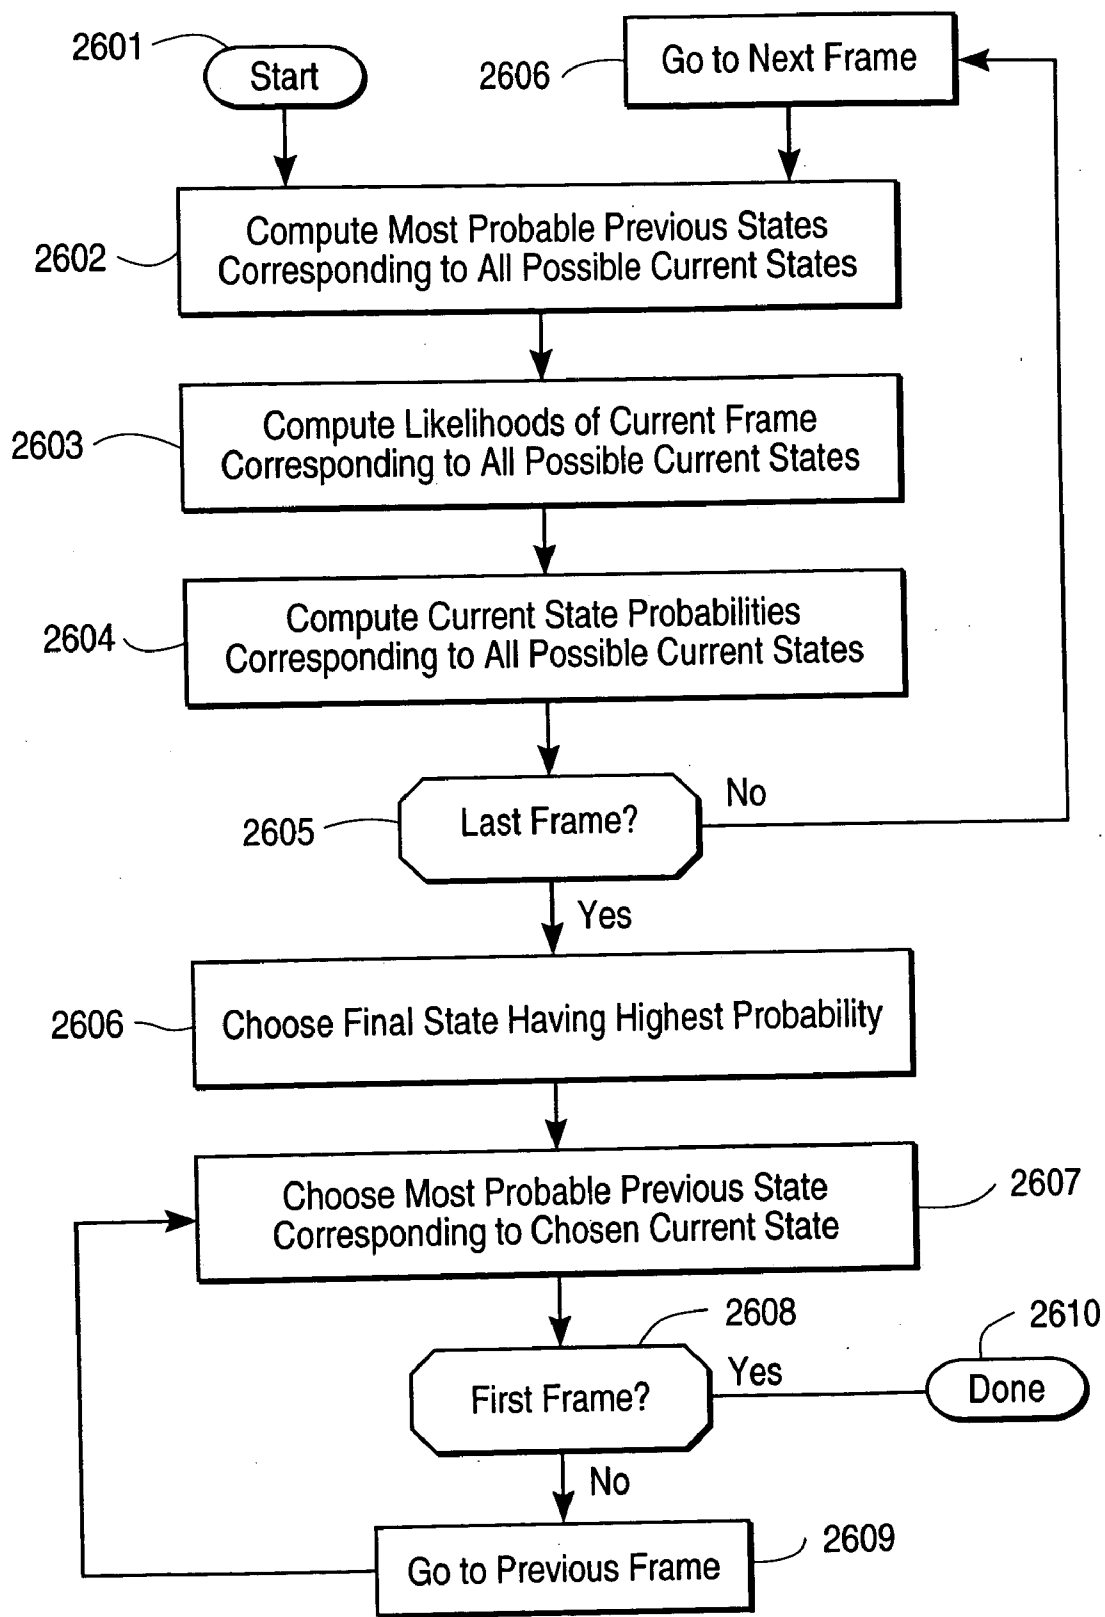 2601
Start
2606
Go to Next Frame
2602
Compute Most Probable Previous States
Corresponding to All Possible Current States
2603
Compute Likelihoods of Current Frame
Corresponding to All Possible Current States
2604
Compute Current State Probabilities
Corresponding to All Possible Current States
2605
Last Frame?
No
Yes
2606
Choose Final State Having Highest Probability
Choose Most Probable Previous State
Corresponding to Chosen Current State
2607
2608
First Frame?
Yes
2610
Done
No
Go to Previous Frame
2609